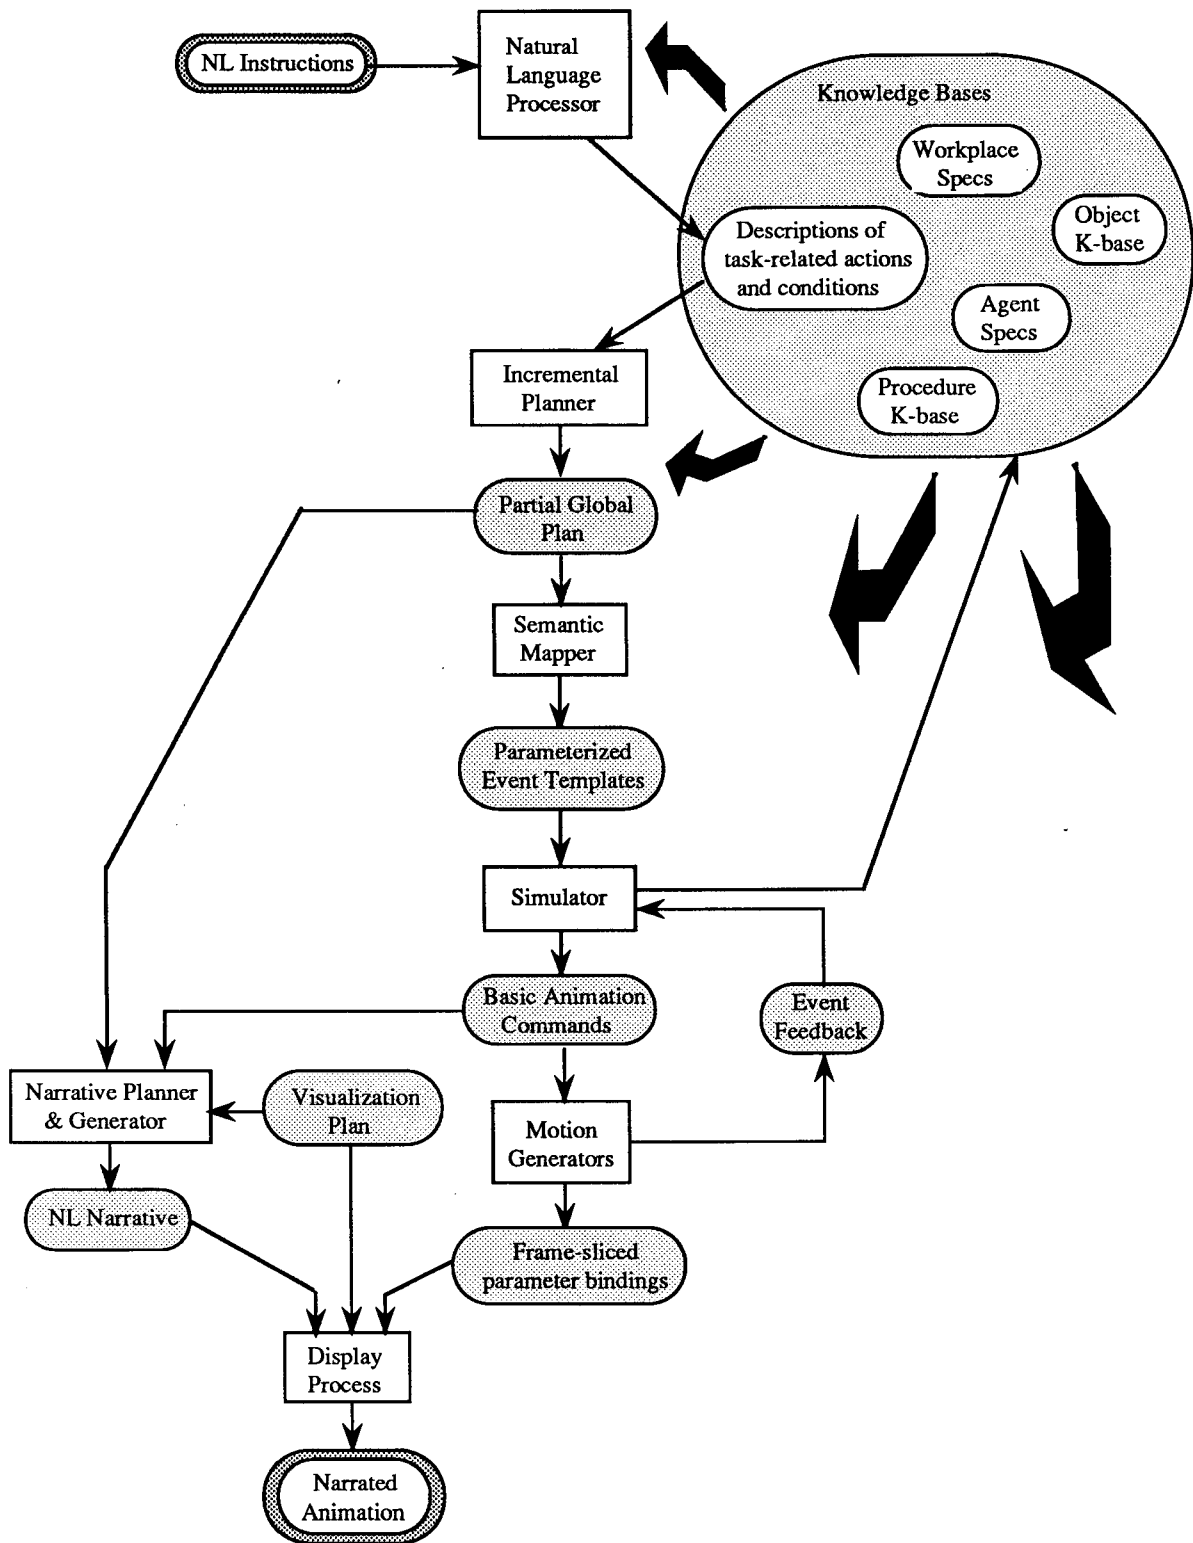 NL Instructions
Natural
Language
Processor
Knowledge Bases
Workplace
Specs
Object
K-base
Descriptions of
task-related actions
and conditions
Agent
Specs
Incremental
Planner
Procedure
K-base
Partial Global
Plan
Semantic
Mapper
Parameterized
Event Templates
Simulator
Basic Animation
Commands
Event
Feedback
Narrative Planner
& Generator
Visualization
Plan
Motion
Generators
NL Narrative
Frame-sliced
parameter bindings
Display
Process
Narrated
Animation